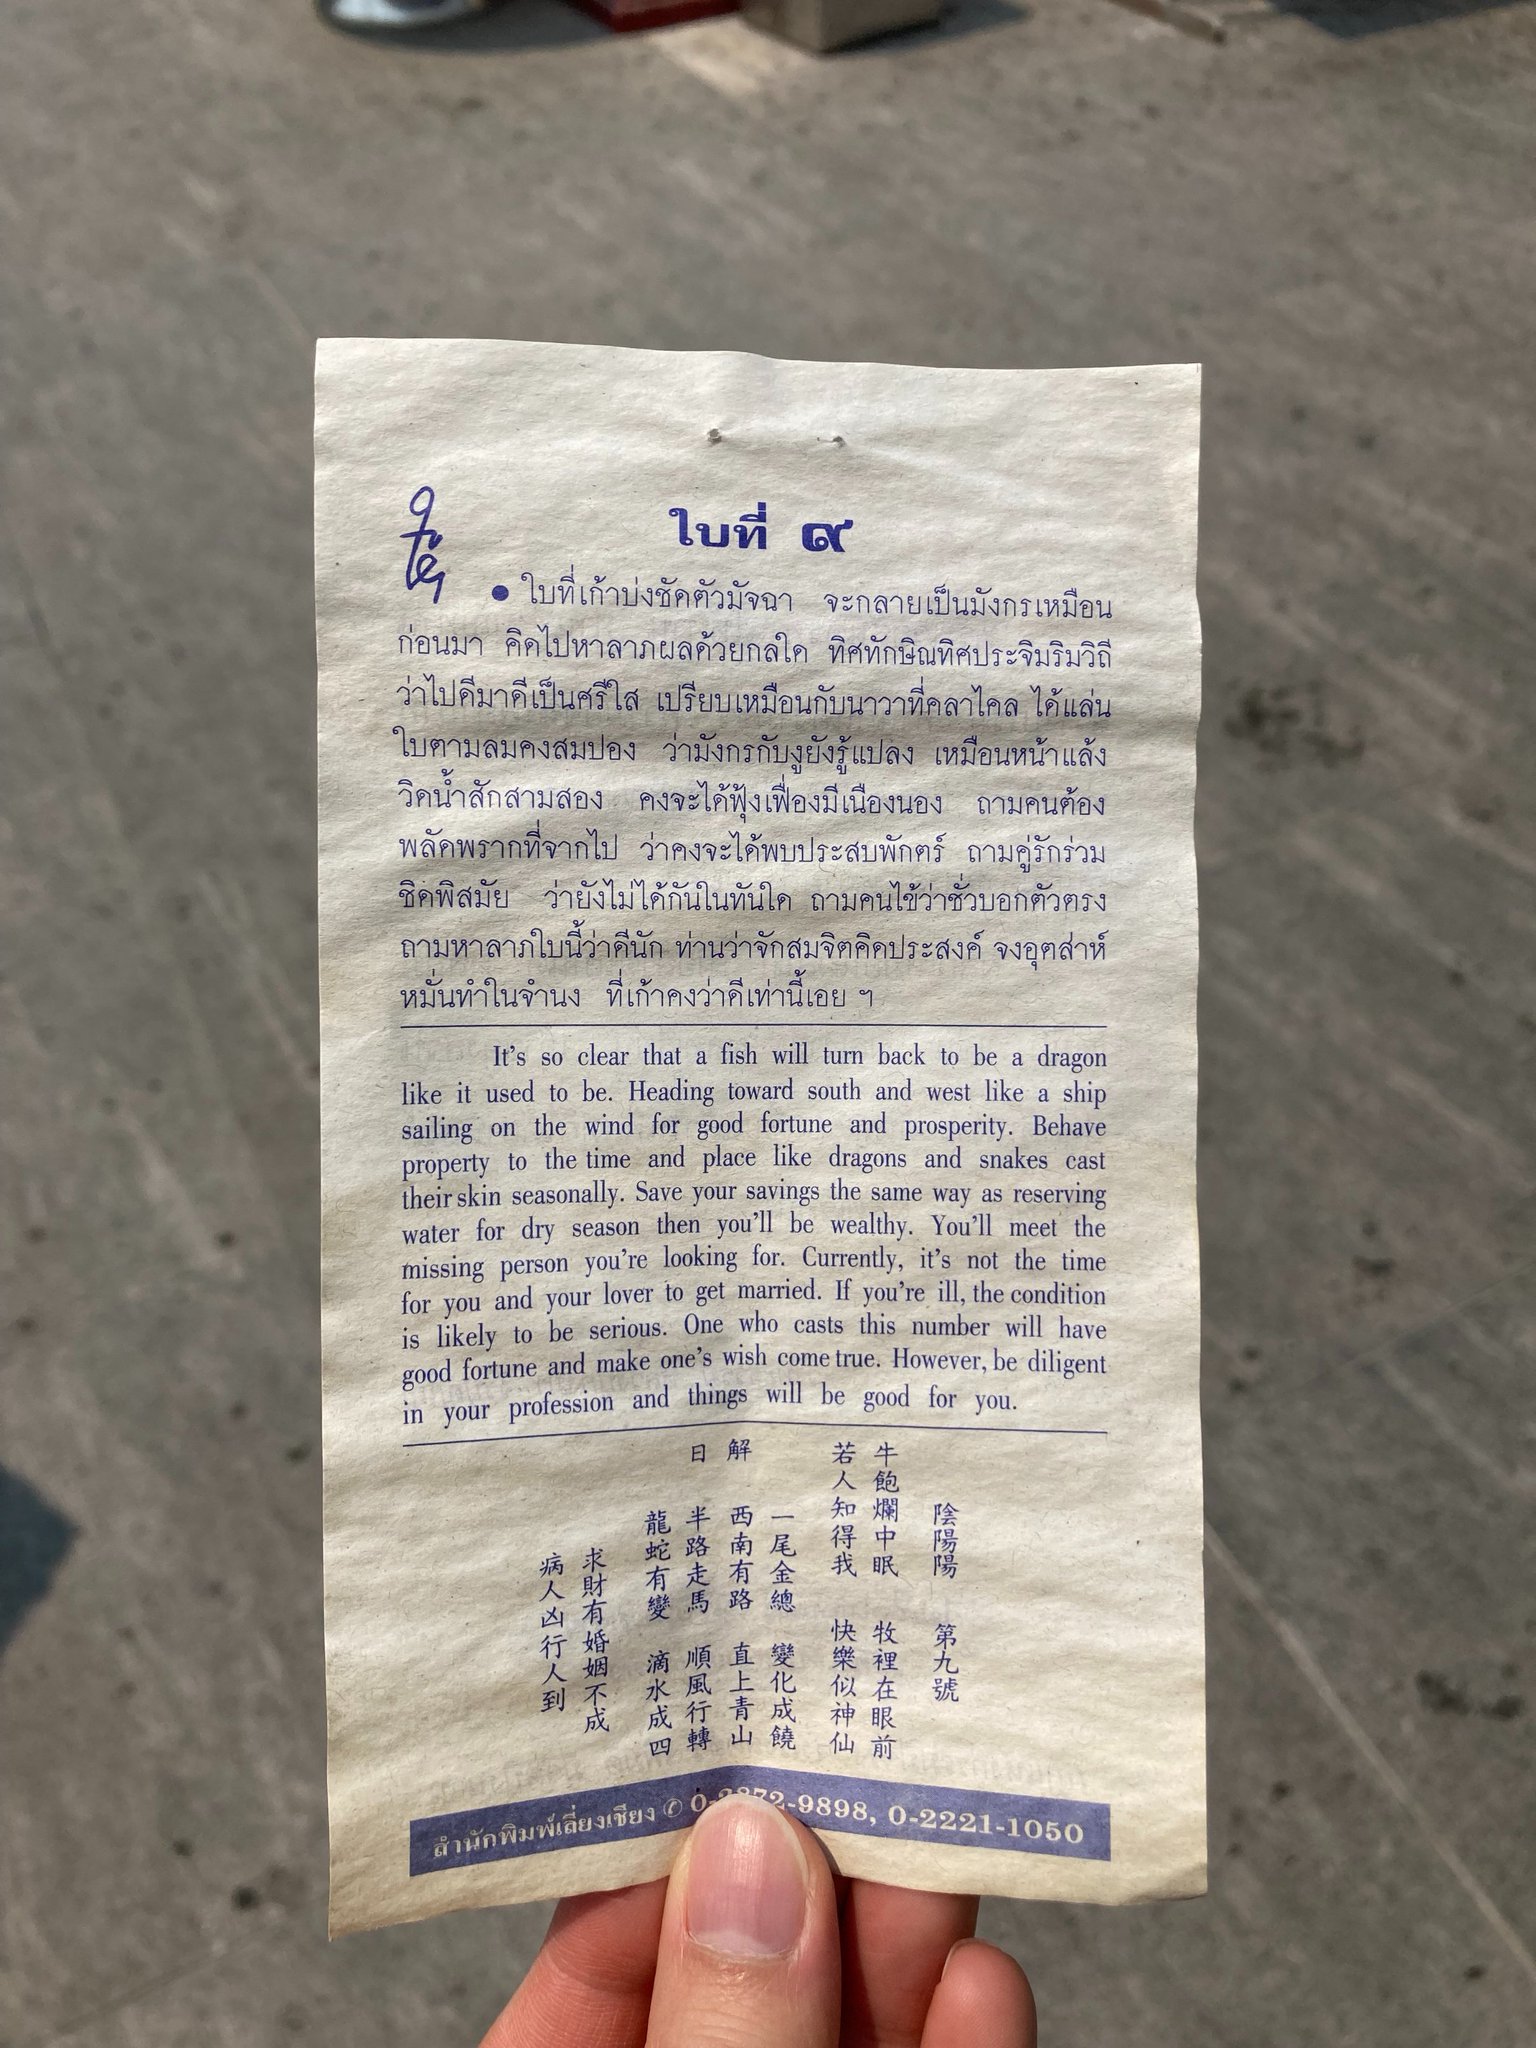 ใบที่ ๙
● ใบที่เก้าบ่งชัดตัวมัจฉา จะกลายเป็นมังกรเหมือน
ก่อนมา คิดไปหาลาภผลด้วยกลใด ทิศทักษิณทิศประจิมริมวิถี
ว่าไปดีมาดีเป็นศรีใส เปรียบเหมือนกับนาวาที่คลาไคล ได้แล่น
ใบตามลมคงสมปอง ว่ามังกรกับงูยังรู้แปลง เหมือนหน้าแล้ง
วิดน้ำสักสามสอง คงจะได้ฟุ้งเฟื่องมีเนืองนอง ถามคนต้อง
พลัดพรากที่จากไป ว่าคงจะได้พบประสบพักตร์ ถามคู่รักร่วม
ชิดพิสมัย ว่ายังไม่ได้กันในทันใด ถามคนไข้ว่าชั่วบอกตัวตรง
ถามหาลาภใบนี้ว่าดีนัก ท่านว่าจักสมจิตคิดประสงค์ จงอุตส่าห์
หมั่นทำในจำนง ที่เก้าคงว่าดีเท่านี้เอย ฯ
It's so clear that a fish will turn back to be a dragon
like it used to be. Heading toward south and west like a ship
sailing on the wind for good fortune and prosperity. Behave
property to the time and place like dragons and snakes cast
their skin seasonally. Save your savings the same way as reserving
water for dry season then you'll be wealthy. You'll meet the
missing person you're looking for. Currently, it's not the time
for you and your lover to get married. If you're ill, the condition
is likely to be serious. One who casts this number will have
good fortune and make one's wish come true. However, be diligent
in your profession and things will be good for you.
陰陽陽 第九號
牛飽爛中眠 牧裡在眼前
若人知得我 快樂似神仙
解
日
一尾金總 變化成饒
西南有路 直上青山
半路走馬 順風行轉
龍蛇有變 滴水成四
求財有婚姻不成
病人凶行人到
สำนักพิมพ์เลี่ยงเซียง ✆ 0-2872-9898, 0-2221-1050